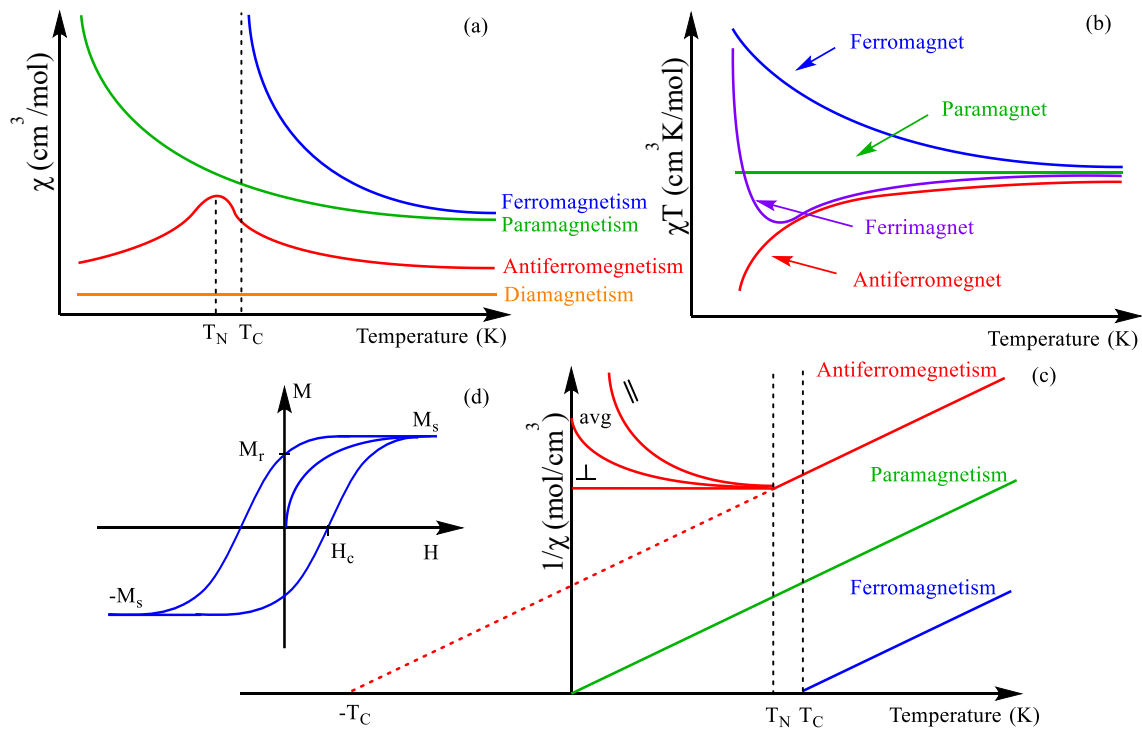 (a)
χ (cm³/mol)
Ferromagnetism
Paramagnetism
Antiferromegnetism
Diamagnetism
T_N T_C Temperature (K)
(b)
χT (cm³K/mol)
Ferromagnet
Paramagnet
Ferrimagnet
Antiferromegnet
Temperature (K)
(d)
M
M_s
M_r
H_c
H
-M_s
(c)
1/χ (mol/cm³)
//
avg
⊥
Antiferromegnetism
Paramagnetism
Ferromagnetism
-T_C T_N T_C Temperature (K)